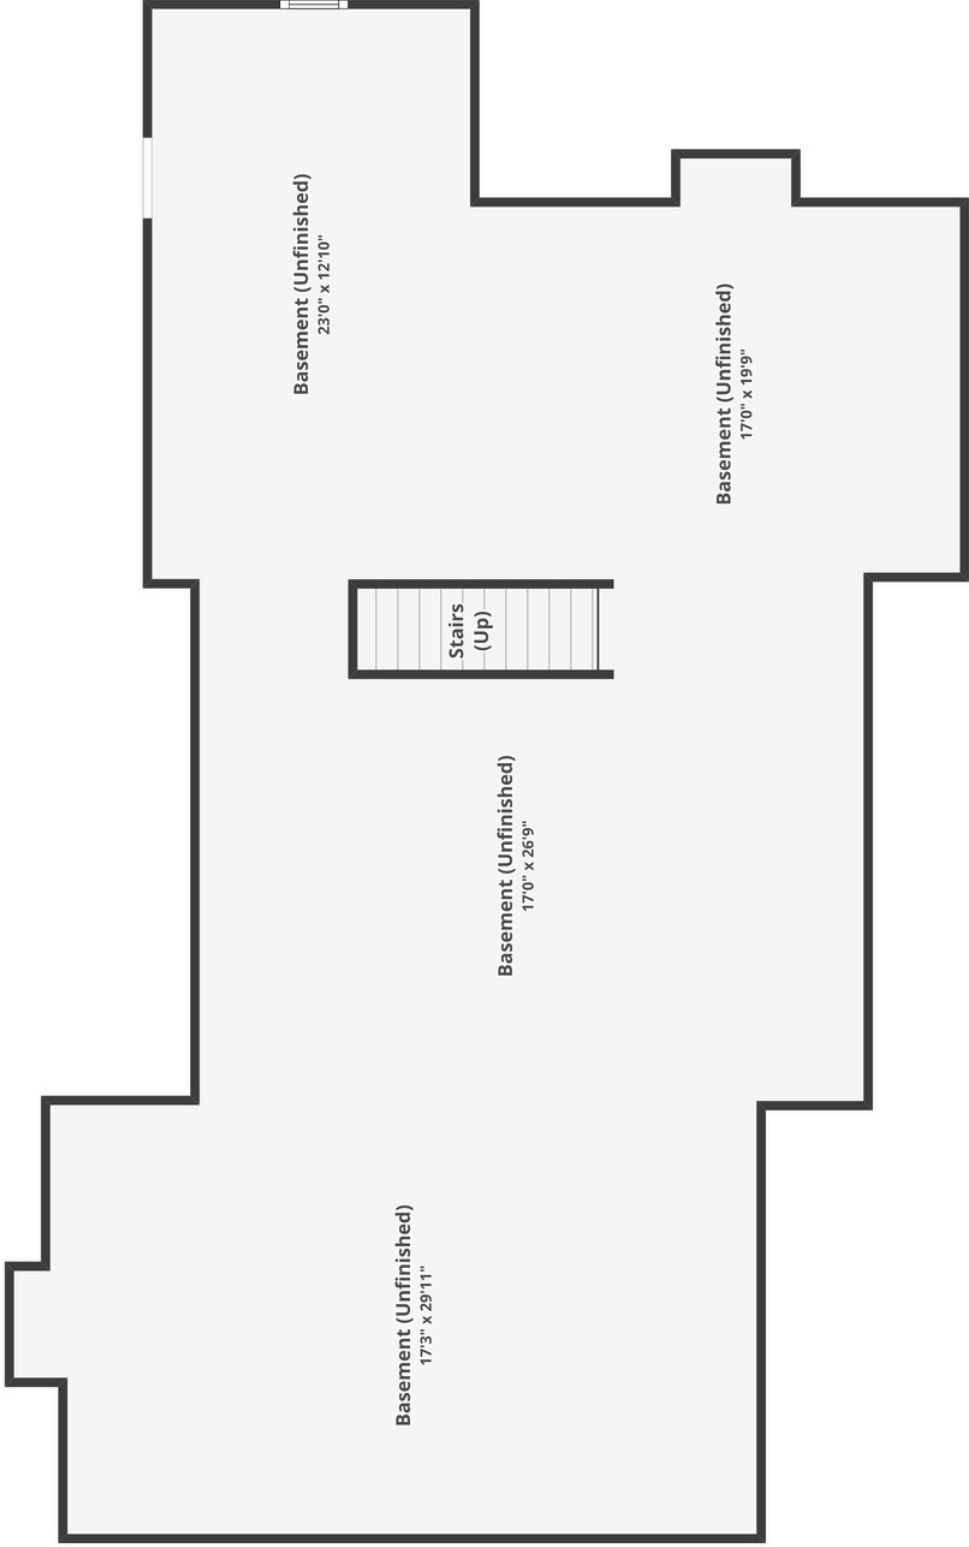 Basement (Unfinished)
23'0" x 12'10"
Basement (Unfinished)
17'0" x 19'9"
Stairs
(Up)
Basement (Unfinished)
17'0" x 26'9"
Basement (Unfinished)
17'3" x 29'11"